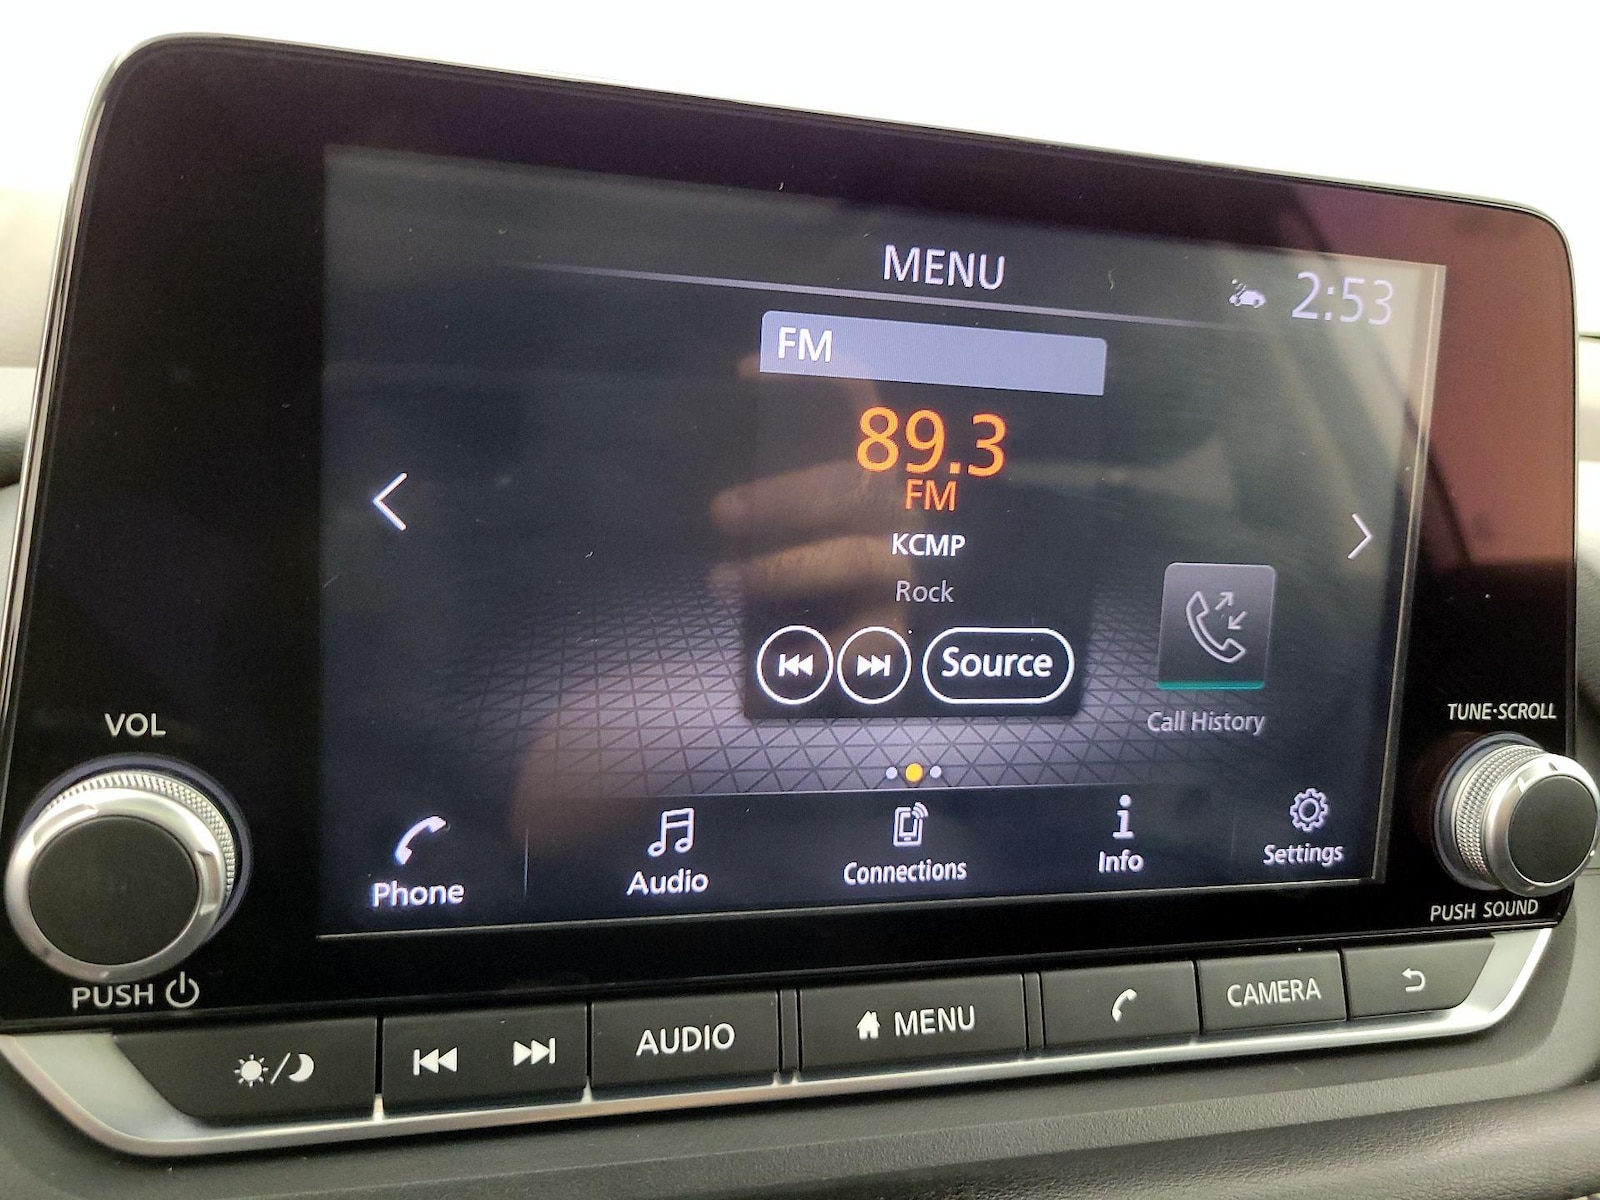 MENU
2:53
FM
89.3
FM
KCMP
Rock
Source
Call History
Phone
Audio
Connections
Info
Settings
VOL
PUSH
TUNE·SCROLL
PUSH SOUND
AUDIO
MENU
CAMERA